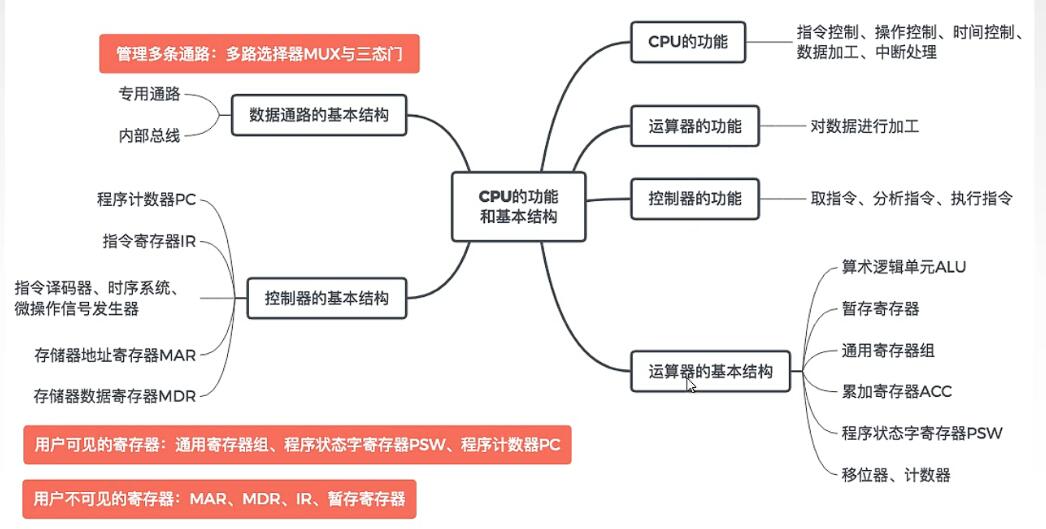 管理多条通路：多路选择器MUX与三态门
专用通路
内部总线
数据通路的基本结构
程序计数器PC
指令寄存器IR
指令译码器、时序系统、
微操作信号发生器
存储器地址寄存器MAR
存储器数据寄存器MDR
控制器的基本结构
CPU的功能
和基本结构
CPU的功能
指令控制、操作控制、时间控制、
数据加工、中断处理
运算器的功能
对数据进行加工
控制器的功能
取指令、分析指令、执行指令
运算器的基本结构
算术逻辑单元ALU
暂存寄存器
通用寄存器组
累加寄存器ACC
程序状态字寄存器PSW
移位器、计数器
用户可见的寄存器：通用寄存器组、程序状态字寄存器PSW、程序计数器PC
用户不可见的寄存器：MAR、MDR、IR、暂存寄存器